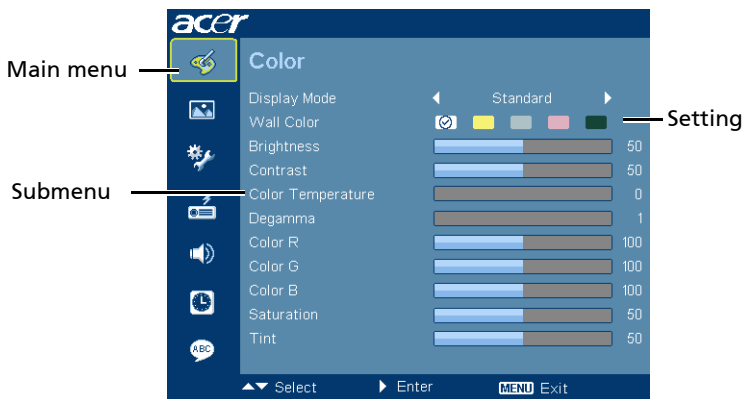 acer
Main menu
Color
Display Mode Standard
Wall Color
Setting
Brightness 50
Contrast 50
Submenu
Color Temperature 0
Degamma 1
Color R 100
Color G 100
Color B 100
Saturation 50
Tint 50
ABC
Select Enter MENU Exit